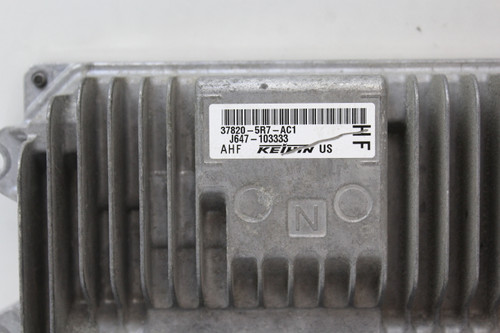 37820-5R7-AC1
J647-103333
AHF KEIHIN US
HF
N